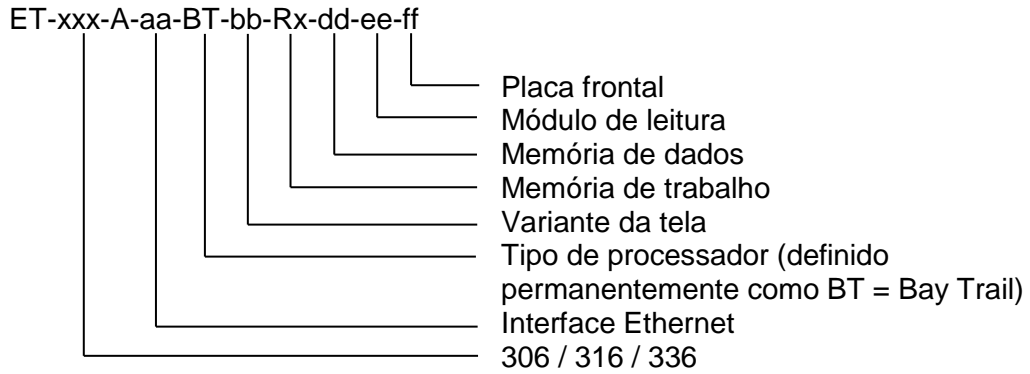 ET-xxx-A-aa-BT-bb-Rx-dd-ee-ff
Placa frontal
Módulo de leitura
Memória de dados
Memória de trabalho
Variante da tela
Tipo de processador (definido
permanentemente como BT = Bay Trail)
Interface Ethernet
306 / 316 / 336